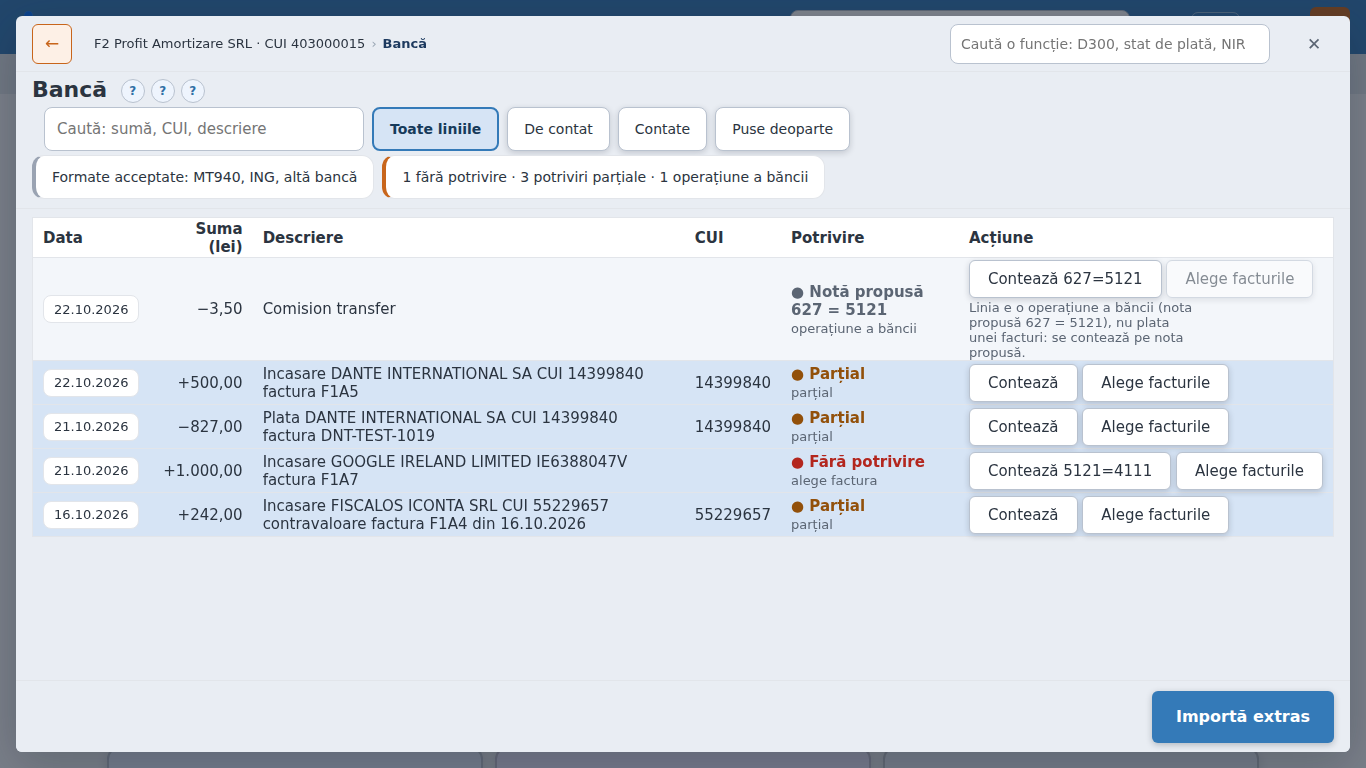 ←
F2 Profit Amortizare SRL · CUI 403000015 › Bancă
Caută o funcție: D300, stat de plată, NIR
✕
Bancă ? ? ?
Caută: sumă, CUI, descriere
Toate liniile
De contat
Contate
Puse deoparte
Formate acceptate: MT940, ING, altă bancă
1 fără potrivire · 3 potriviri parțiale · 1 operațiune a băncii
Data
Suma
(lei)
Descriere
CUI
Potrivire
Acțiune
22.10.2026
−3,50
Comision transfer
● Notă propusă
627 = 5121
operațiune a băncii
Contează 627=5121
Alege facturile
Linia e o operațiune a băncii (nota
propusă 627 = 5121), nu plata
unei facturi: se contează pe nota
propusă.
22.10.2026
+500,00
Incasare DANTE INTERNATIONAL SA CUI 14399840
factura F1A5
14399840
● Parțial
parțial
Contează
Alege facturile
21.10.2026
−827,00
Plata DANTE INTERNATIONAL SA CUI 14399840
factura DNT-TEST-1019
14399840
● Parțial
parțial
Contează
Alege facturile
21.10.2026
+1.000,00
Incasare GOOGLE IRELAND LIMITED IE6388047V
factura F1A7
● Fără potrivire
alege factura
Contează 5121=4111
Alege facturile
16.10.2026
+242,00
Incasare FISCALOS ICONTA SRL CUI 55229657
contravaloare factura F1A4 din 16.10.2026
55229657
● Parțial
parțial
Contează
Alege facturile
Importă extras